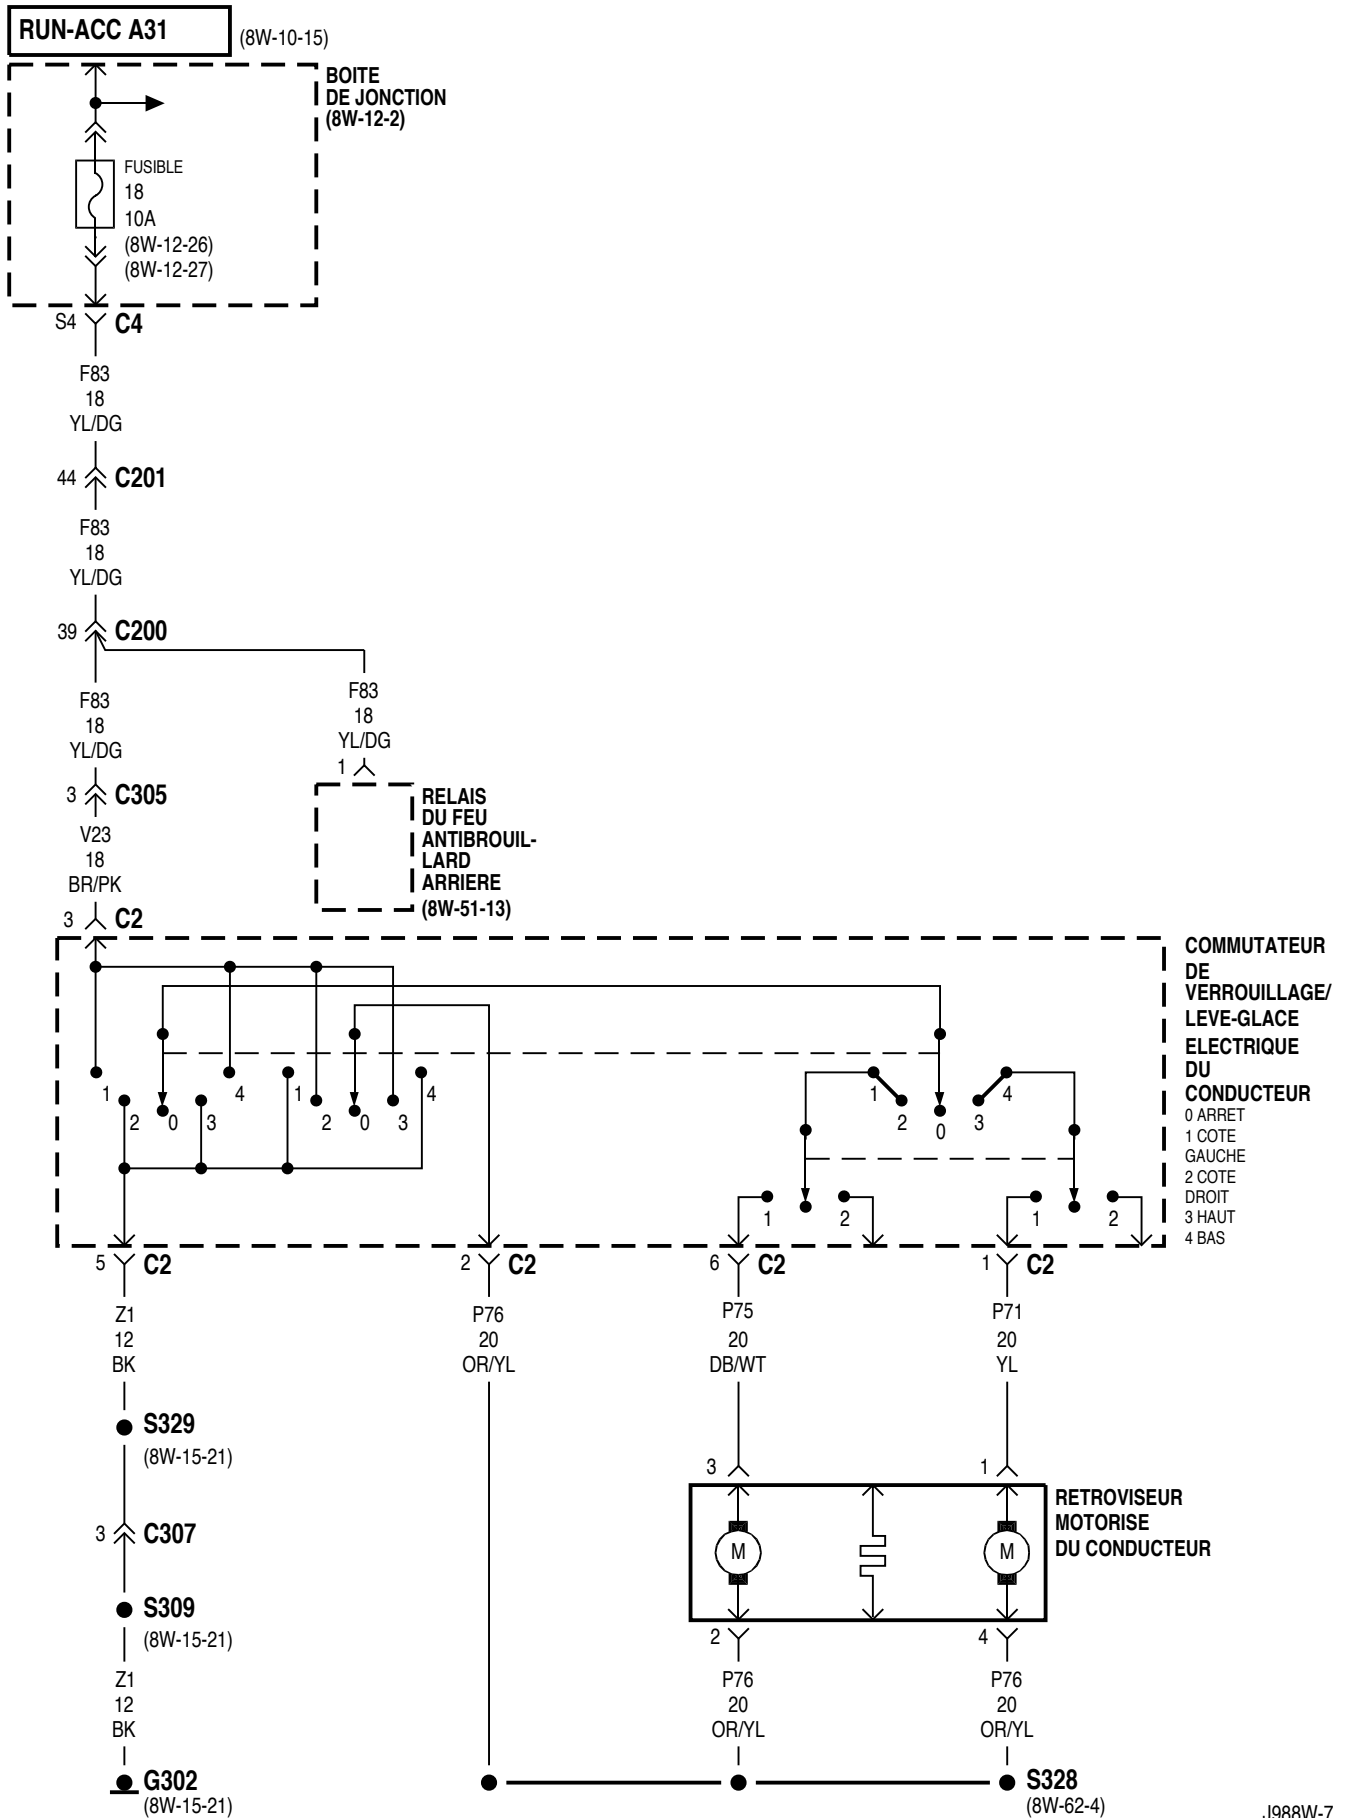 RUN-ACC A31
(8W-10-15)
BOITE
DE JONCTION
(8W-12-2)
FUSIBLE
18
10A
(8W-12-26)
(8W-12-27)
S4 C4
F83
18
YL/DG
44 C201
F83
18
YL/DG
39 C200
F83
18
YL/DG
F83
18
YL/DG
1
3 C305
RELAIS
DU FEU
ANTIBROUIL-
LARD
ARRIERE
(8W-51-13)
V23
18
BR/PK
3 C2
COMMUTATEUR
DE
VERROUILLAGE/
LEVE-GLACE
ELECTRIQUE
DU
CONDUCTEUR
0 ARRET
1 COTE
GAUCHE
2 COTE
DROIT
3 HAUT
4 BAS
1 2 0 3 4 1 2 0 3 4
1 2 0 3 4
1 2 1 2
5 C2 2 C2 6 C2 1 C2
Z1
12
BK
P76
20
OR/YL
P75
20
DB/WT
P71
20
YL
S329
(8W-15-21)
3 1
RETROVISEUR
MOTORISE
DU CONDUCTEUR
M M
3 C307
S309
(8W-15-21)
2 4
Z1
12
BK
P76
20
OR/YL
P76
20
OR/YL
G302
(8W-15-21)
S328
(8W-62-4)
J988W-7